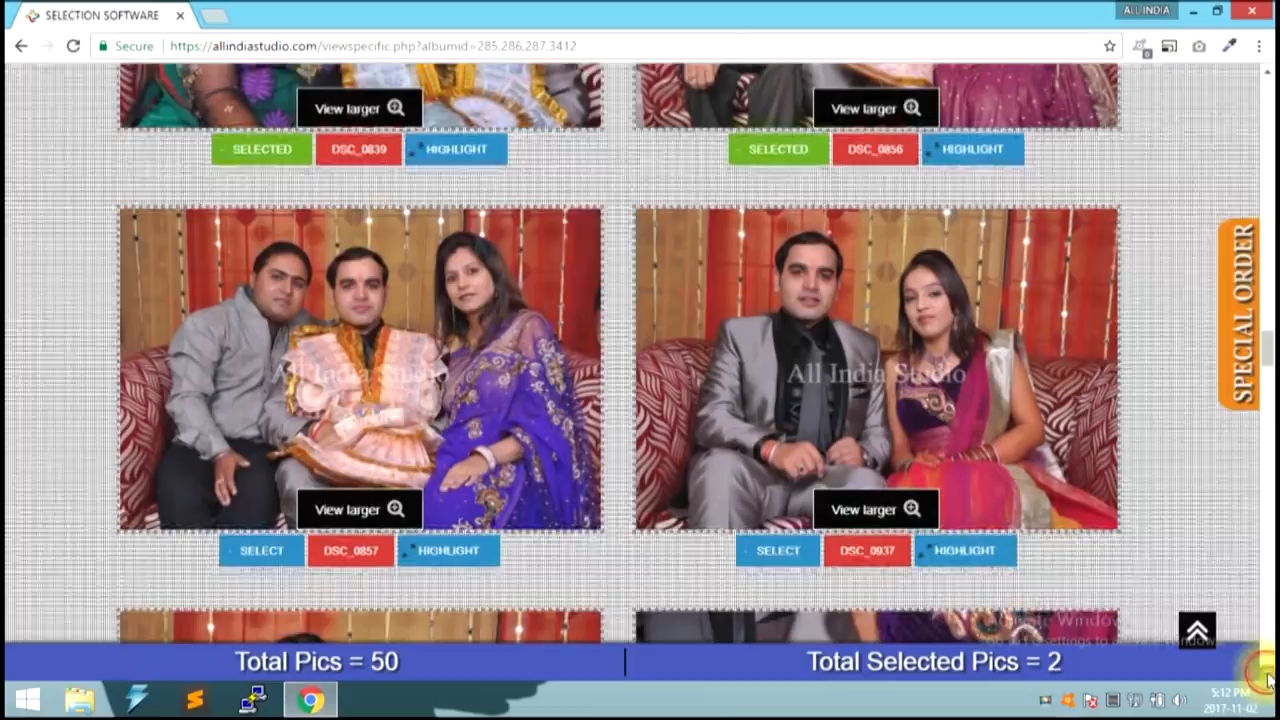 SELECTION SOFTWARE
ALL INDIA
Secure
https://allindiastudio.com/viewspecific.php?albumid=285,286,287,3412
View larger
View larger
SELECTED
DSC_0839
HIGHLIGHT
SELECTED
DSC_0856
HIGHLIGHT
All India Studio
All India Studio
SPECIAL ORDER
View larger
View larger
SELECT
DSC_0857
HIGHLIGHT
SELECT
DSC_0937
HIGHLIGHT
Total Pics = 50
Total Selected Pics = 2
5:12 PM
2017-11-02